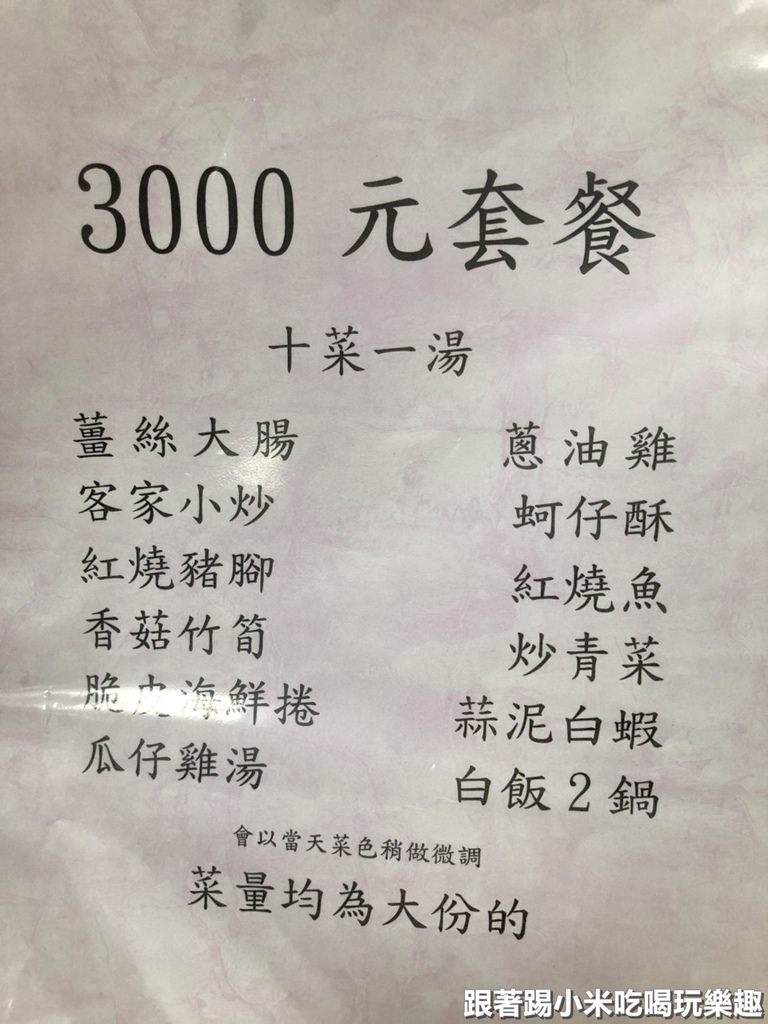 3000 元套餐
十菜一湯
薑絲大腸
客家小炒
紅燒豬腳
香菇竹筍
脆皮海鮮捲
瓜仔雞湯
蔥油雞
蚵仔酥
紅燒魚
炒青菜
蒜泥白蝦
白飯2鍋
會以當天菜色稍做微調
菜量均為大份的
跟著踢小米吃喝玩樂趣